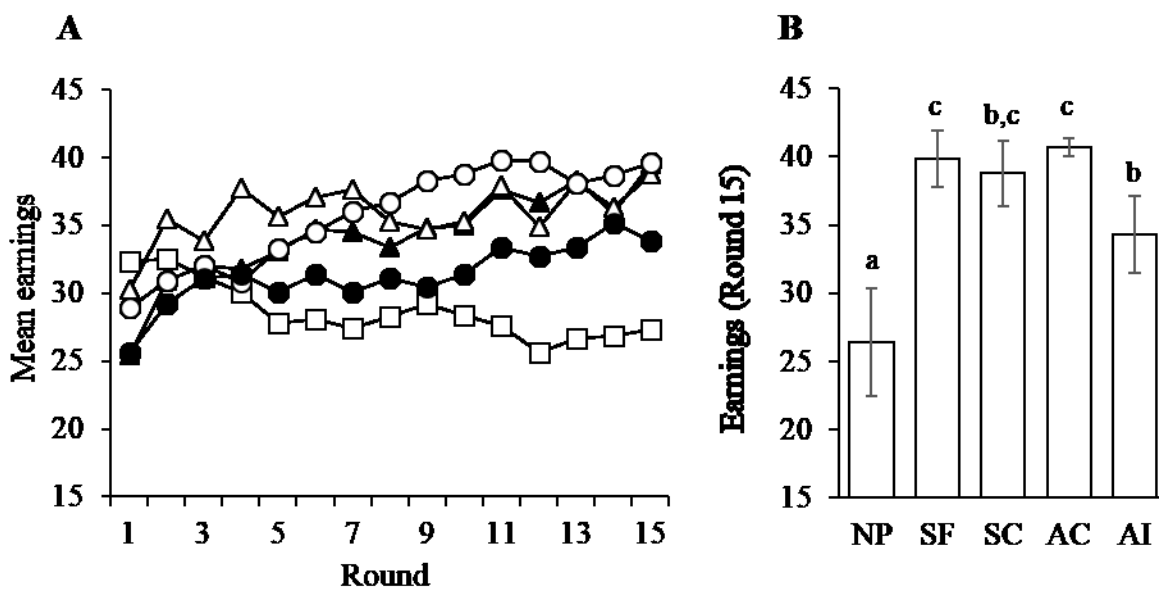 A
45
40
35
30
25
20
15
Mean earnings
1 3 5 7 9 11 13 15
Round
B
45
40
35
30
25
20
15
Earnings (Round 15)
a
c
b,c
c
b
NP SF SC AC AI